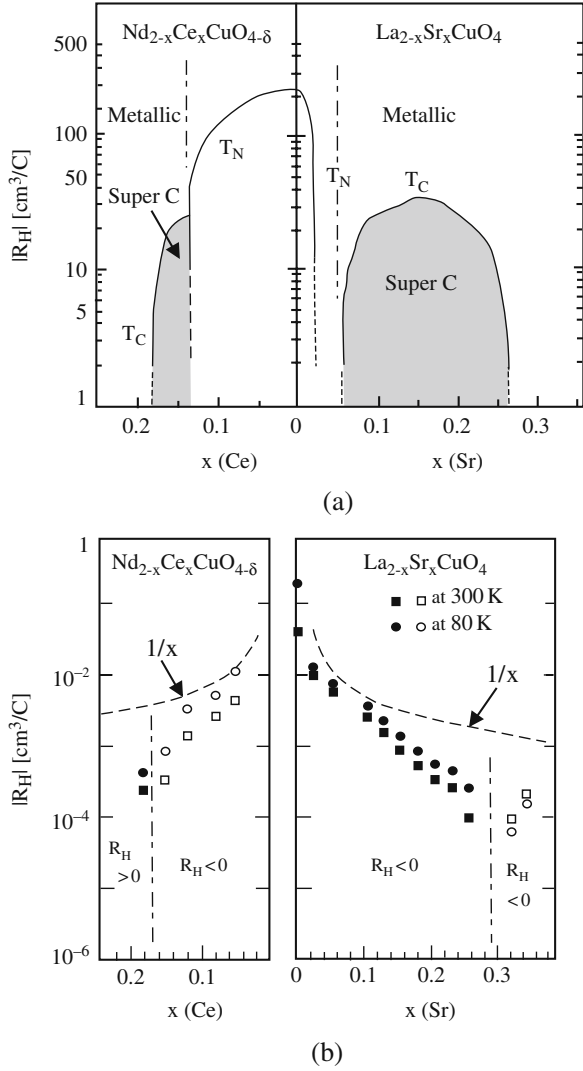 Nd2-xCexCuO4-δ
La2-xSrxCuO4
500
100
50
10
5
1
|RH| [cm³/C]
Metallic
Metallic
TN
TN
TC
Super C
Super C
TC
0.2
0.1
0
0.1
0.2
0.3
x (Ce)
x (Sr)
(a)
Nd2-xCexCuO4-δ
La2-xSrxCuO4
■ □ at 300 K
● ○ at 80 K
1
10⁻²
10⁻⁴
10⁻⁶
|RH| [cm³/C]
1/x
1/x
RH
>0
RH<0
RH<0
RH
<0
0.2
0.1
0
0.1
0.2
0.3
x (Ce)
x (Sr)
(b)